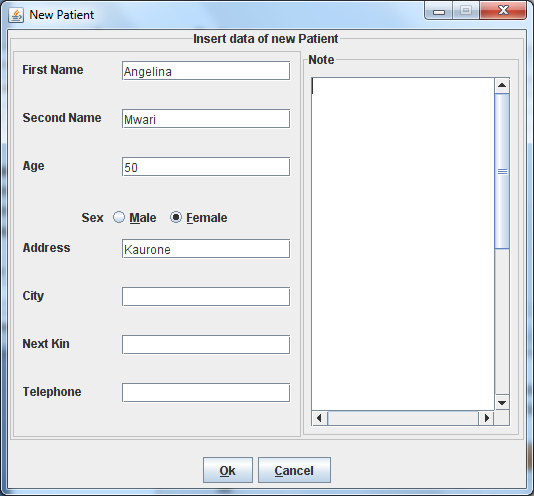 New Patient
Insert data of new Patient
First Name Angelina
Second Name Mwari
Age 50
Sex Male Female
Address Kaurone
City
Next Kin
Telephone
Note
Ok Cancel